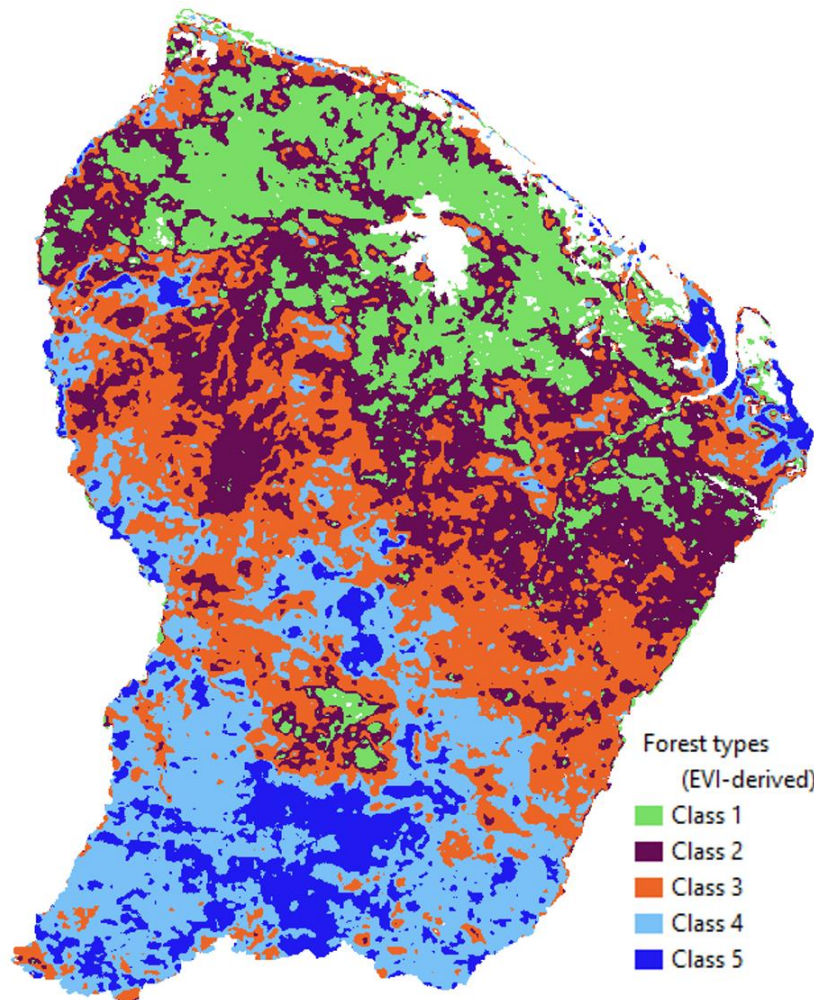 Forest types
(EVI-derived)
Class 1
Class 2
Class 3
Class 4
Class 5